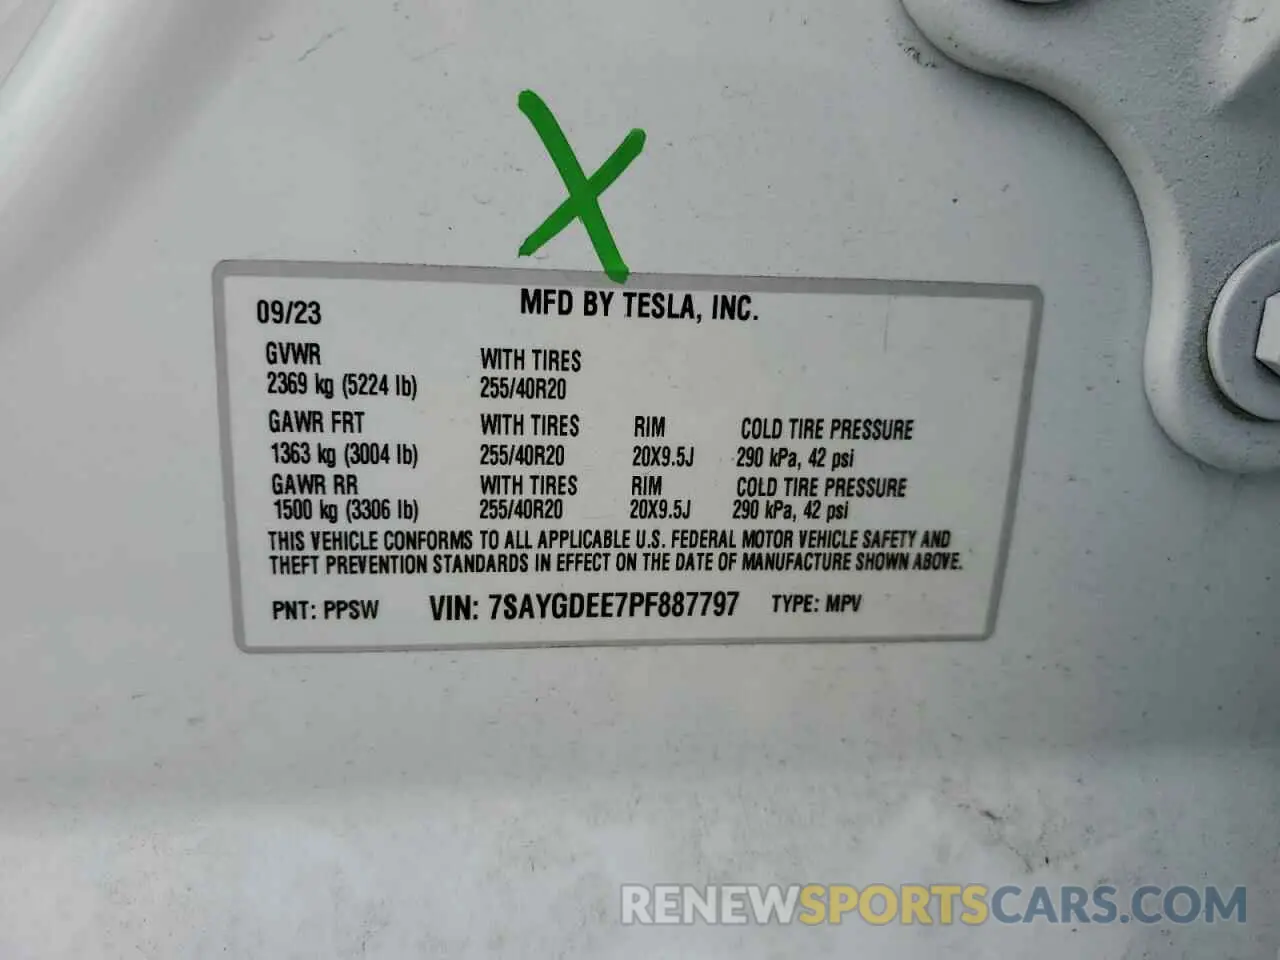 X
09/23 MFD BY TESLA, INC.
GVWR WITH TIRES
2369 kg (5224 lb) 255/40R20
GAWR FRT WITH TIRES RIM COLD TIRE PRESSURE
1363 kg (3004 lb) 255/40R20 20X9.5J 290 kPa, 42 psi
GAWR RR WITH TIRES RIM COLD TIRE PRESSURE
1500 kg (3306 lb) 255/40R20 20X9.5J 290 kPa, 42 psi
THIS VEHICLE CONFORMS TO ALL APPLICABLE U.S. FEDERAL MOTOR VEHICLE SAFETY AND
THEFT PREVENTION STANDARDS IN EFFECT ON THE DATE OF MANUFACTURE SHOWN ABOVE.
PNT: PPSW VIN: 7SAYGDEE7PF887797 TYPE: MPV
RENEWSPORTSCARS.COM